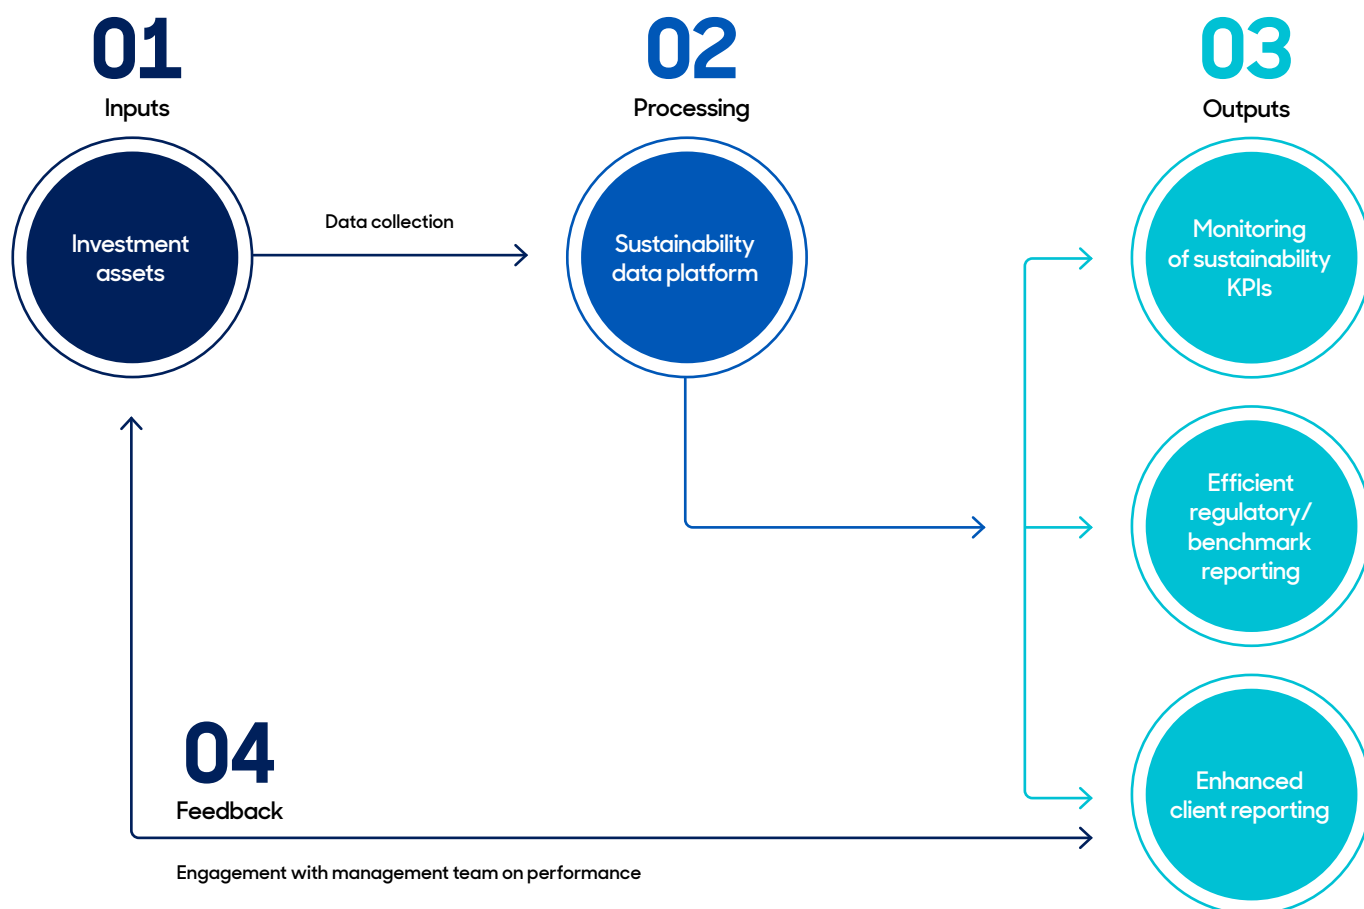 01
Inputs
Investment
assets
Data collection
02
Processing
Sustainability
data platform
03
Outputs
Monitoring
of sustainability
KPIs
Efficient
regulatory/
benchmark
reporting
Enhanced
client reporting
04
Feedback
Engagement with management team on performance